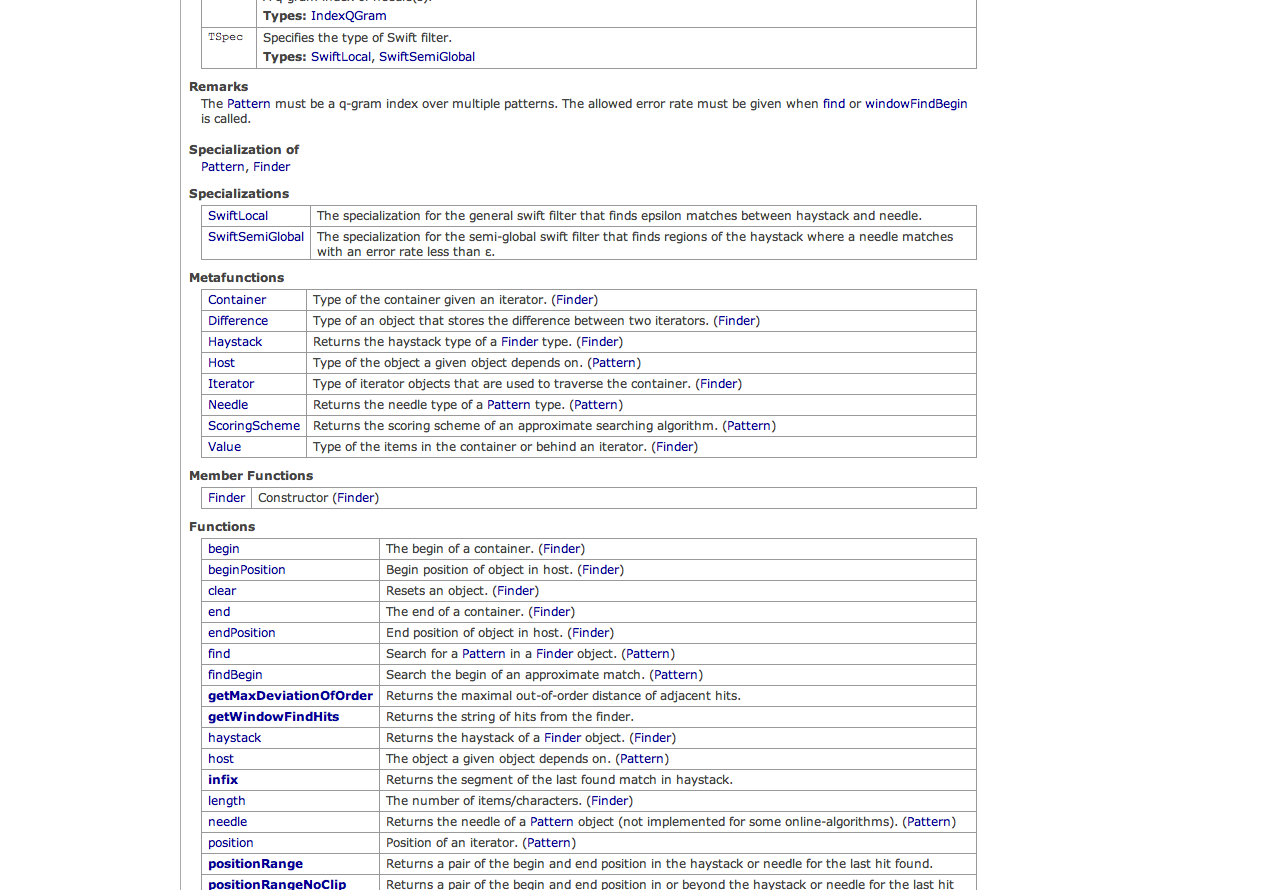 A q-gram index of needle(s).
Types: IndexQGram
TSpec Specifies the type of Swift filter.
Types: SwiftLocal, SwiftSemiGlobal
Remarks
The Pattern must be a q-gram index over multiple patterns. The allowed error rate must be given when find or windowFindBegin
is called.
Specialization of
Pattern, Finder
Specializations
SwiftLocal The specialization for the general swift filter that finds epsilon matches between haystack and needle.
SwiftSemiGlobal The specialization for the semi-global swift filter that finds regions of the haystack where a needle matches
with an error rate less than ε.
Metafunctions
Container Type of the container given an iterator. (Finder)
Difference Type of an object that stores the difference between two iterators. (Finder)
Haystack Returns the haystack type of a Finder type. (Finder)
Host Type of the object a given object depends on. (Pattern)
Iterator Type of iterator objects that are used to traverse the container. (Finder)
Needle Returns the needle type of a Pattern type. (Pattern)
ScoringScheme Returns the scoring scheme of an approximate searching algorithm. (Pattern)
Value Type of the items in the container or behind an iterator. (Finder)
Member Functions
Finder Constructor (Finder)
Functions
begin The begin of a container. (Finder)
beginPosition Begin position of object in host. (Finder)
clear Resets an object. (Finder)
end The end of a container. (Finder)
endPosition End position of object in host. (Finder)
find Search for a Pattern in a Finder object. (Pattern)
findBegin Search the begin of an approximate match. (Pattern)
getMaxDeviationOfOrder Returns the maximal out-of-order distance of adjacent hits.
getWindowFindHits Returns the string of hits from the finder.
haystack Returns the haystack of a Finder object. (Finder)
host The object a given object depends on. (Pattern)
infix Returns the segment of the last found match in haystack.
length The number of items/characters. (Finder)
needle Returns the needle of a Pattern object (not implemented for some online-algorithms). (Pattern)
position Position of an iterator. (Pattern)
positionRange Returns a pair of the begin and end position in the haystack or needle for the last hit found.
positionRangeNoClip Returns a pair of the begin and end position in or beyond the haystack or needle for the last hit